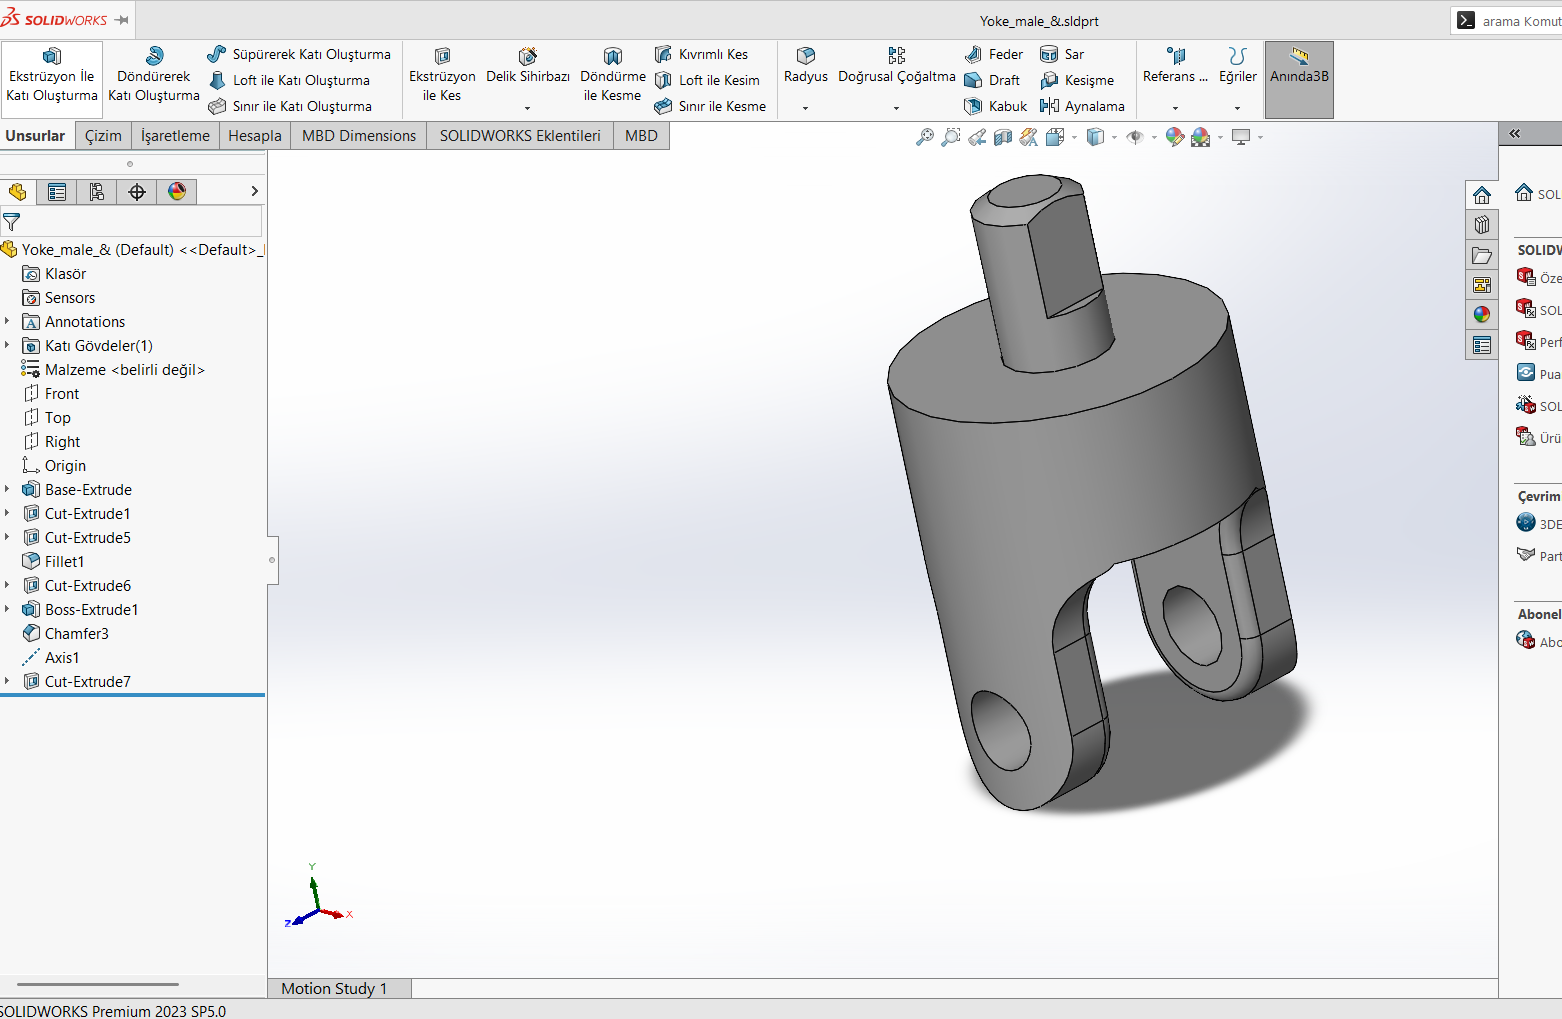 SOLIDWORKS
Yoke_male_&.sldprt
arama Komut
Ekstrüzyon İle
Katı Oluşturma
Döndürerek
Katı Oluşturma
Süpürerek Katı Oluşturma
Loft ile Katı Oluşturma
Sınır ile Katı Oluşturma
Ekstrüzyon
ile Kes
Delik Sihirbazı
Döndürme
ile Kesme
Kıvrımlı Kes
Loft ile Kesim
Sınır ile Kesme
Radyus
Doğrusal Çoğaltma
Feder
Draft
Kabuk
Sar
Kesişme
Aynalama
Referans ...
Eğriler
Anında3B
Unsurlar
Çizim
İşaretleme
Hesapla
MBD Dimensions
SOLIDWORKS Eklentileri
MBD
Yoke_male_& (Default) <<Default>_
Klasör
Sensors
Annotations
Katı Gövdeler(1)
Malzeme <belirli değil>
Front
Top
Right
Origin
Base-Extrude
Cut-Extrude1
Cut-Extrude5
Fillet1
Cut-Extrude6
Boss-Extrude1
Chamfer3
Axis1
Cut-Extrude7
Y
X
Z
SOL
SOLIDW
Öze
SOL
Perf
Pua
SOL
Ürü
Çevrim
3DE
Part
Abonel
Abo
Motion Study 1
SOLIDWORKS Premium 2023 SP5.0